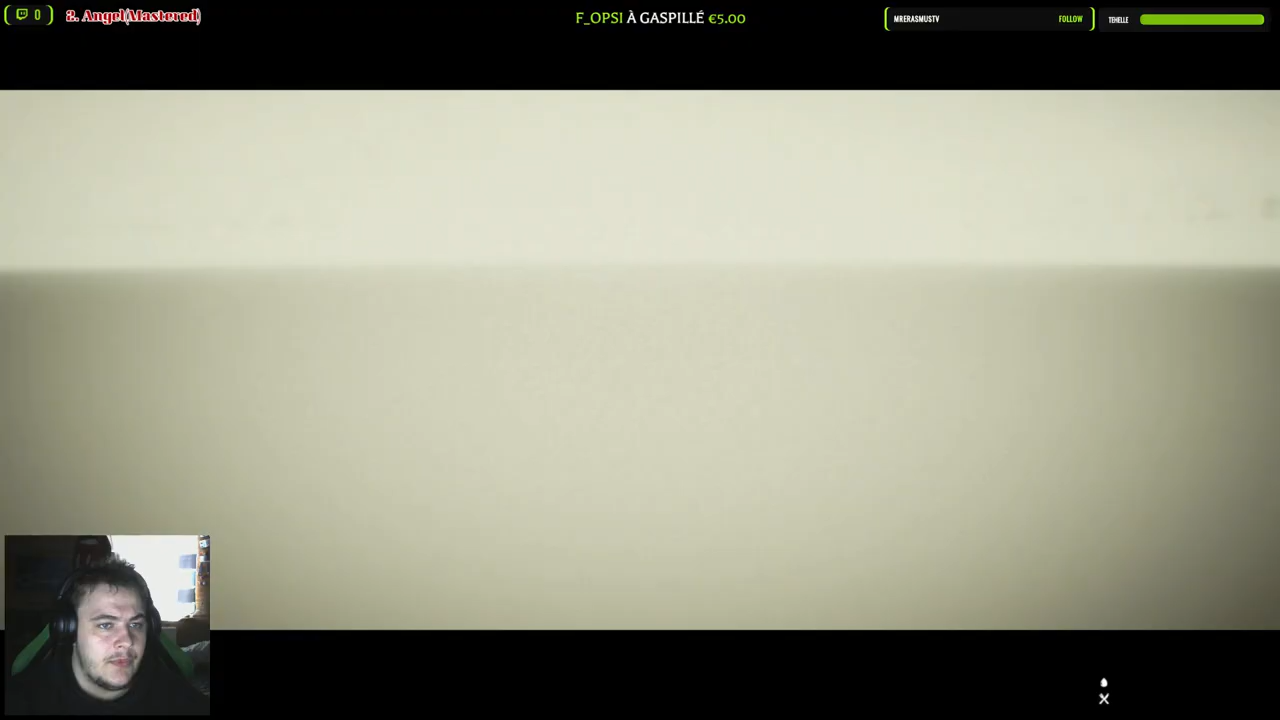 0
2. Angel(Mastered)
F_OPSI À GASPILLÉ €5.00
MRERASMUSTV FOLLOW
TEHELLE
X